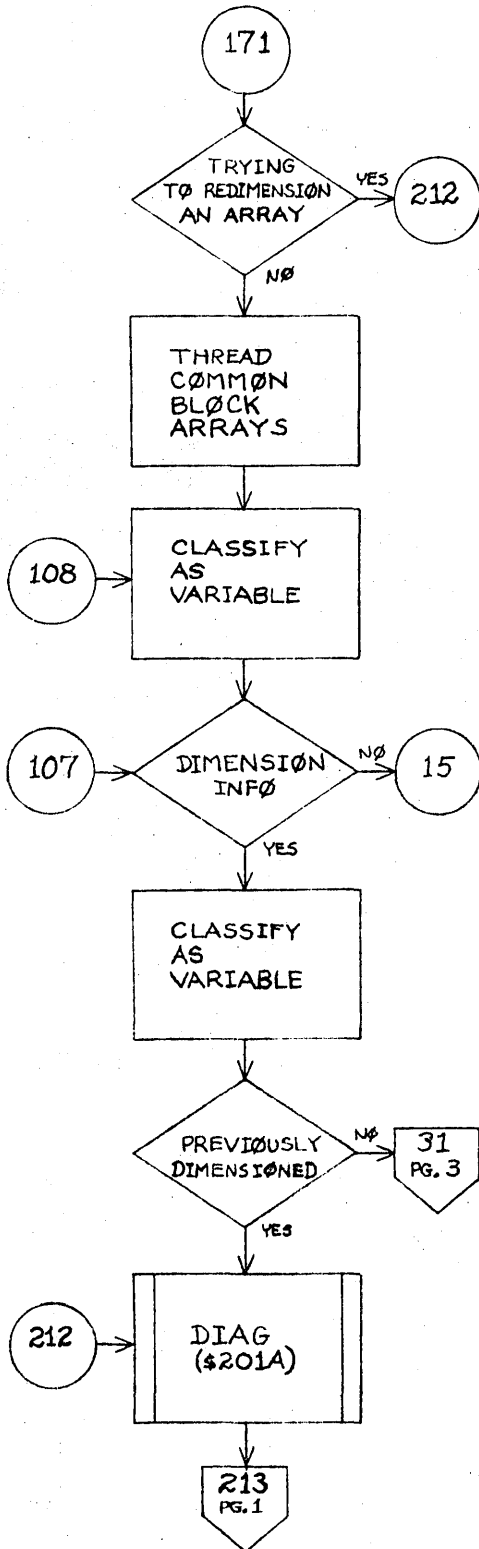 171
TRYING
TØ REDIMENSIØN
AN ARRAY
YES
212
NØ
THREAD
CØMMØN
BLØCK
ARRAYS
108
CLASSIFY
AS
VARIABLE
107
DIMENSIØN
INFØ
NØ
15
YES
CLASSIFY
AS
VARIABLE
PREVIØUSLY
DIMENSIØNED
NØ
31
PG. 3
YES
212
DIAG
($201A)
213
PG. 1